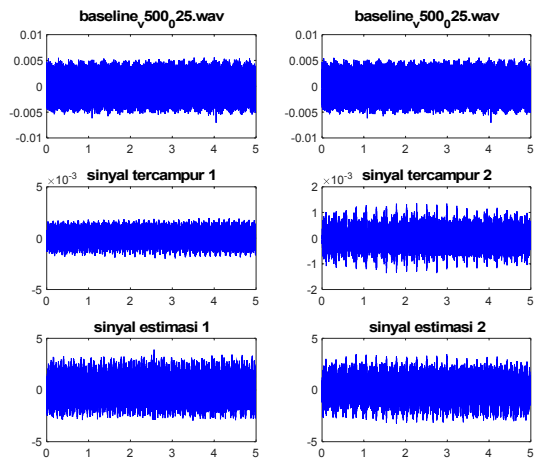 baseline_v500_025.wav
baseline_v500_025.wav
0.01
0.005
0
-0.005
-0.01
0 1 2 3 4 5
0.01
0.005
0
-0.005
-0.01
0 1 2 3 4 5
sinyal tercampur 1
×10⁻³
5
0
-5
0 1 2 3 4 5
sinyal tercampur 2
×10⁻³
2
1
0
-1
-2
0 1 2 3 4 5
sinyal estimasi 1
5
0
-5
0 1 2 3 4 5
sinyal estimasi 2
5
0
-5
0 1 2 3 4 5